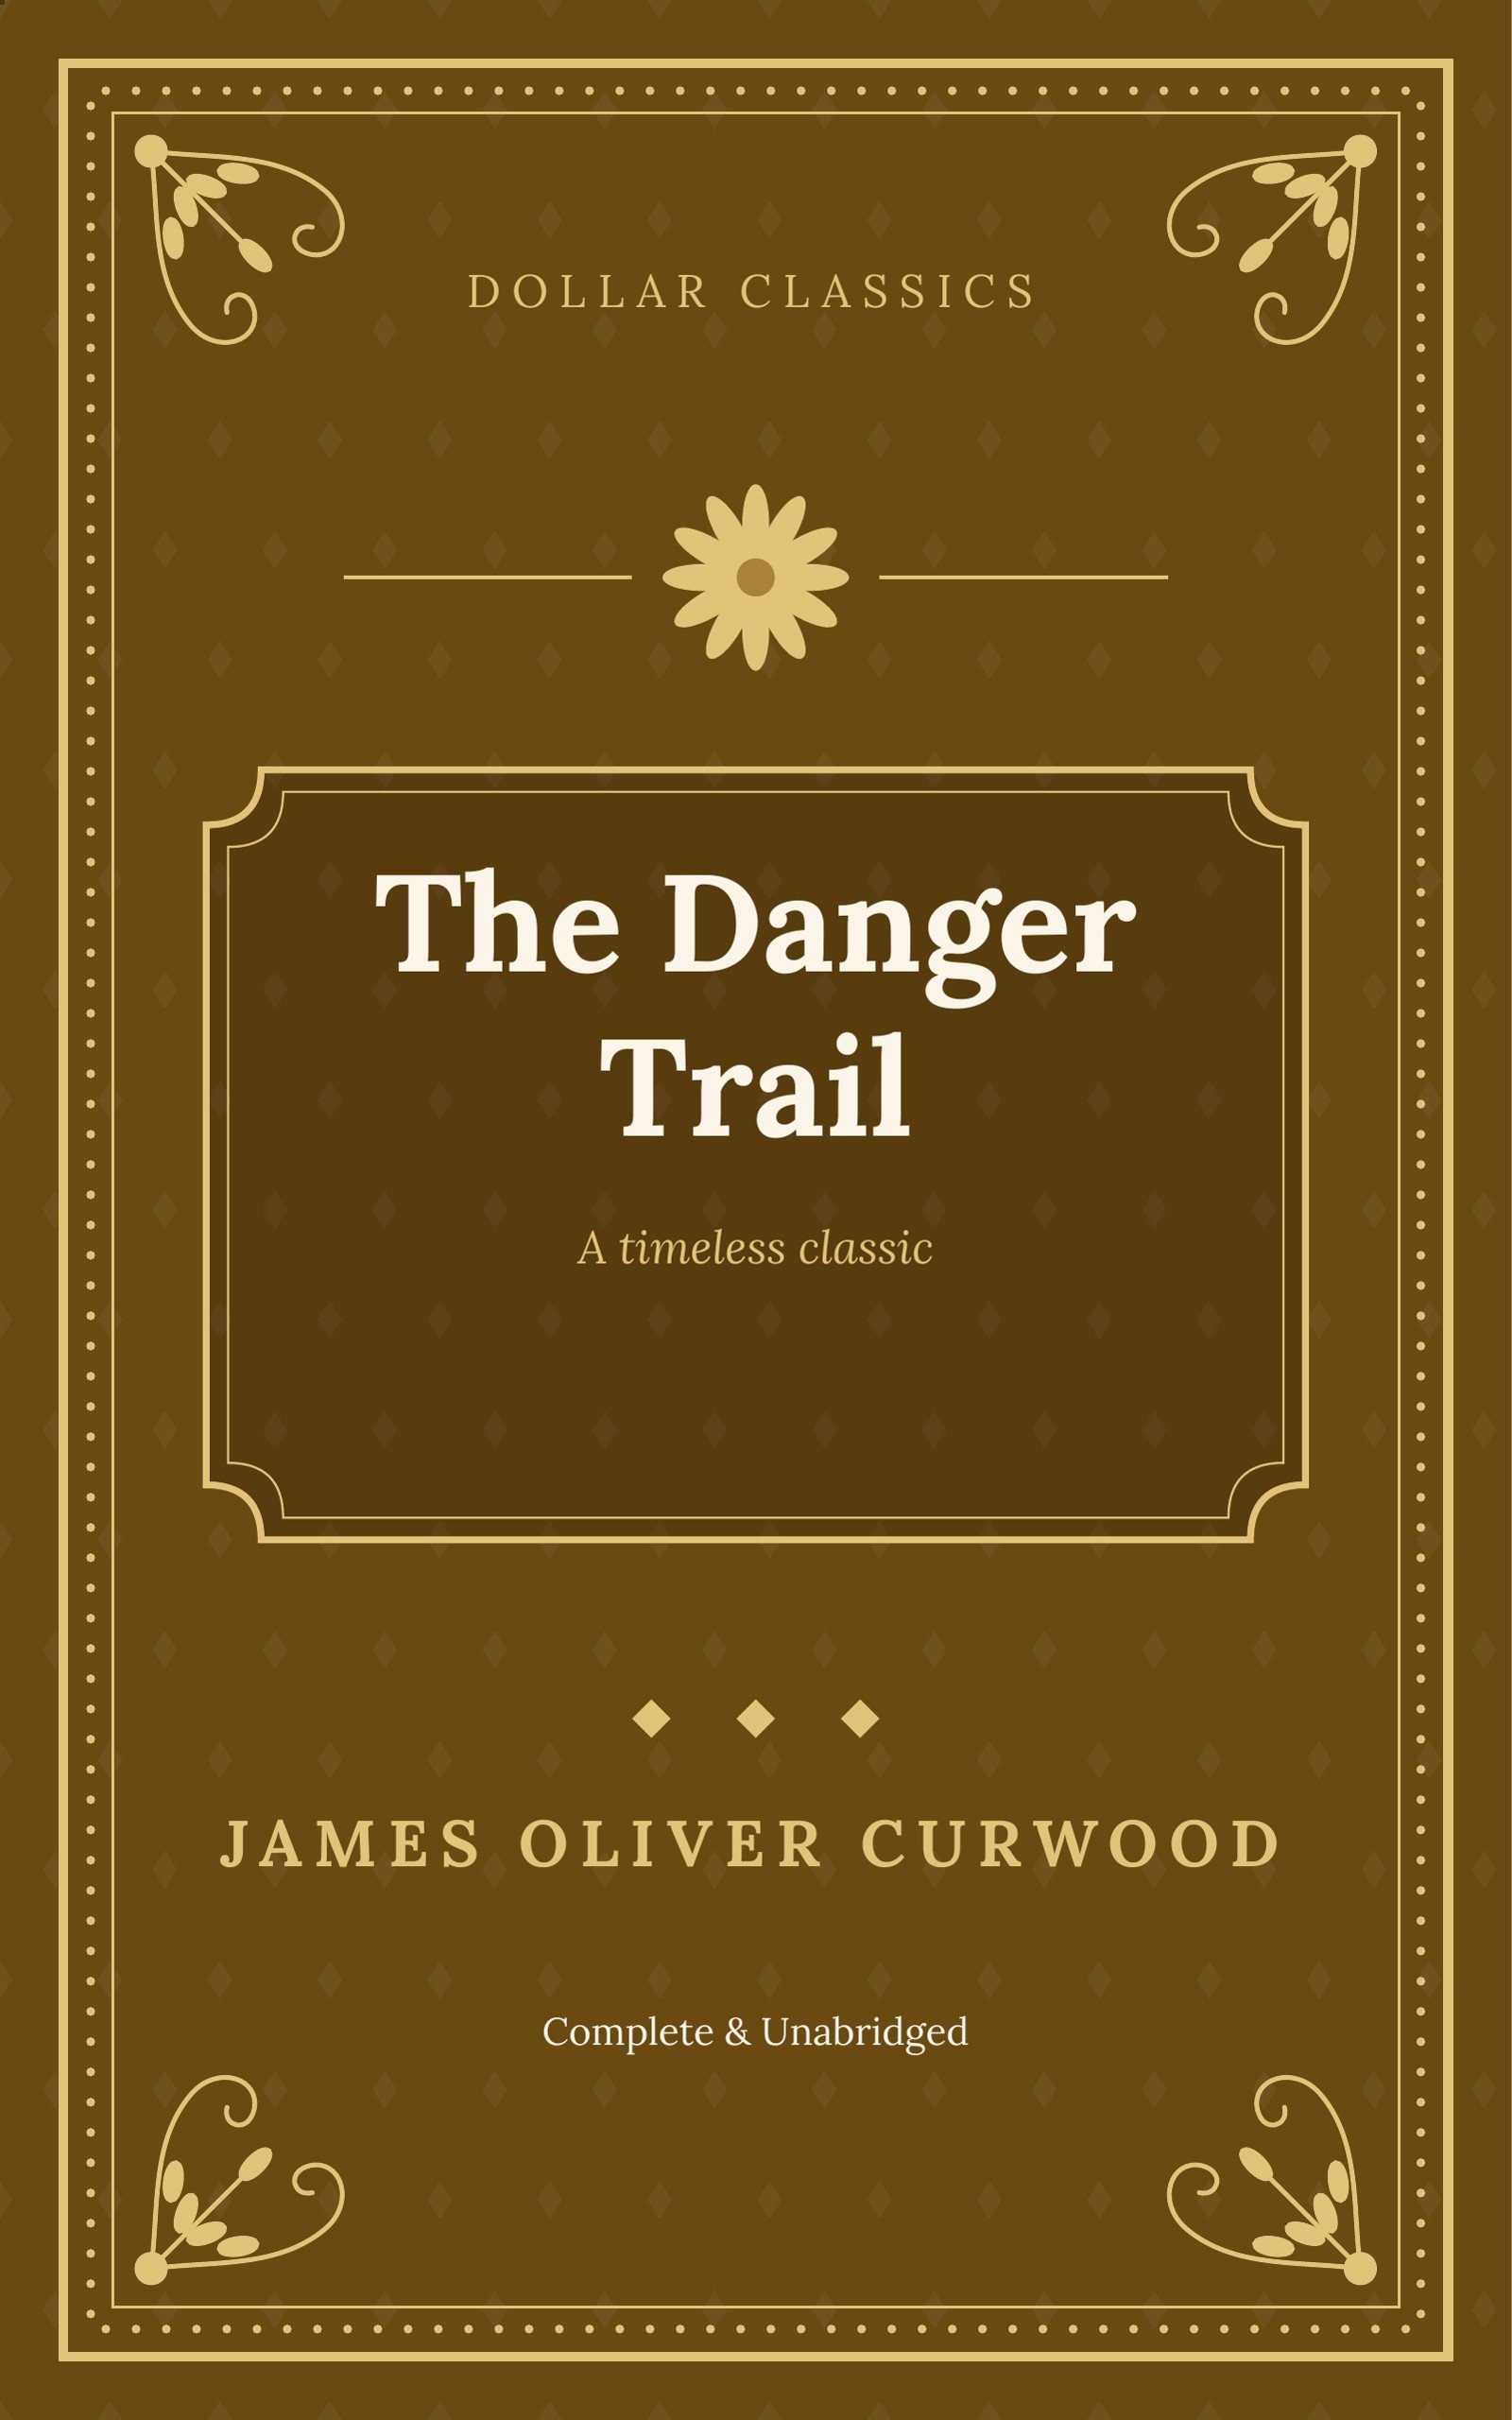 DOLLAR CLASSICS
The Danger
Trail
A timeless classic
JAMES OLIVER CURWOOD
Complete & Unabridged